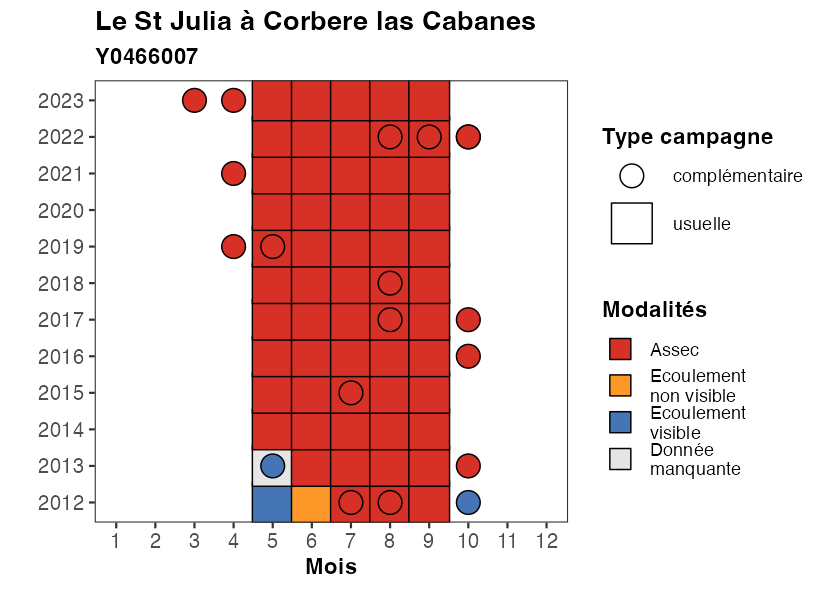 Le St Julia à Corbere las Cabanes
Y0466007
2023
2022
2021
2020
2019
2018
2017
2016
2015
2014
2013
2012
1 2 3 4 5 6 7 8 9 10 11 12
Mois
Type campagne
complémentaire
usuelle
Modalités
Assec
Ecoulement
non visible
Ecoulement
visible
Donnée
manquante